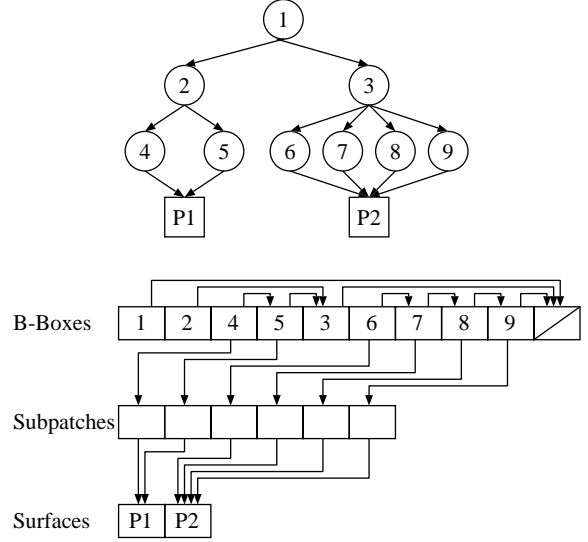 1
2 3
4 5 6 7 8 9
P1 P2
B-Boxes 1 2 4 5 3 6 7 8 9
Subpatches
Surfaces P1 P2